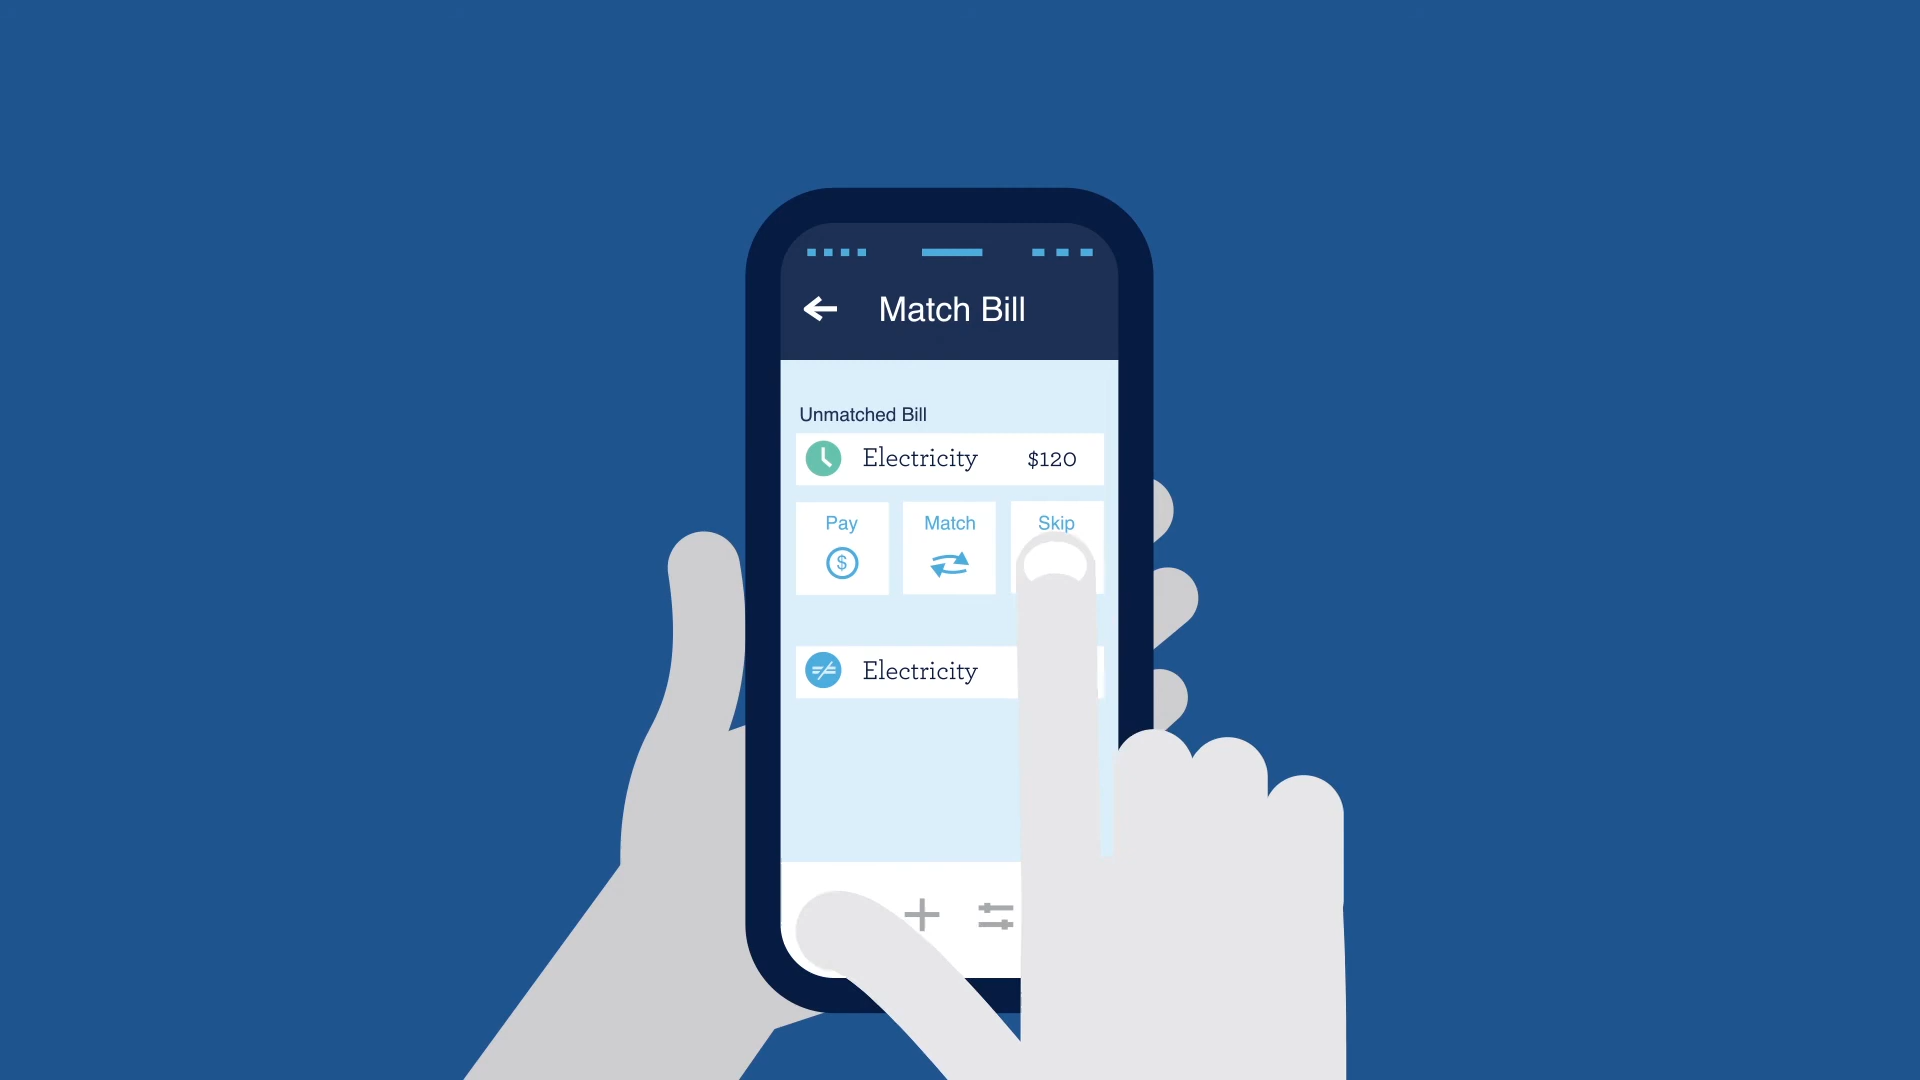 Match Bill
Unmatched Bill
Electricity $120
Pay Match Skip
$
Electricity